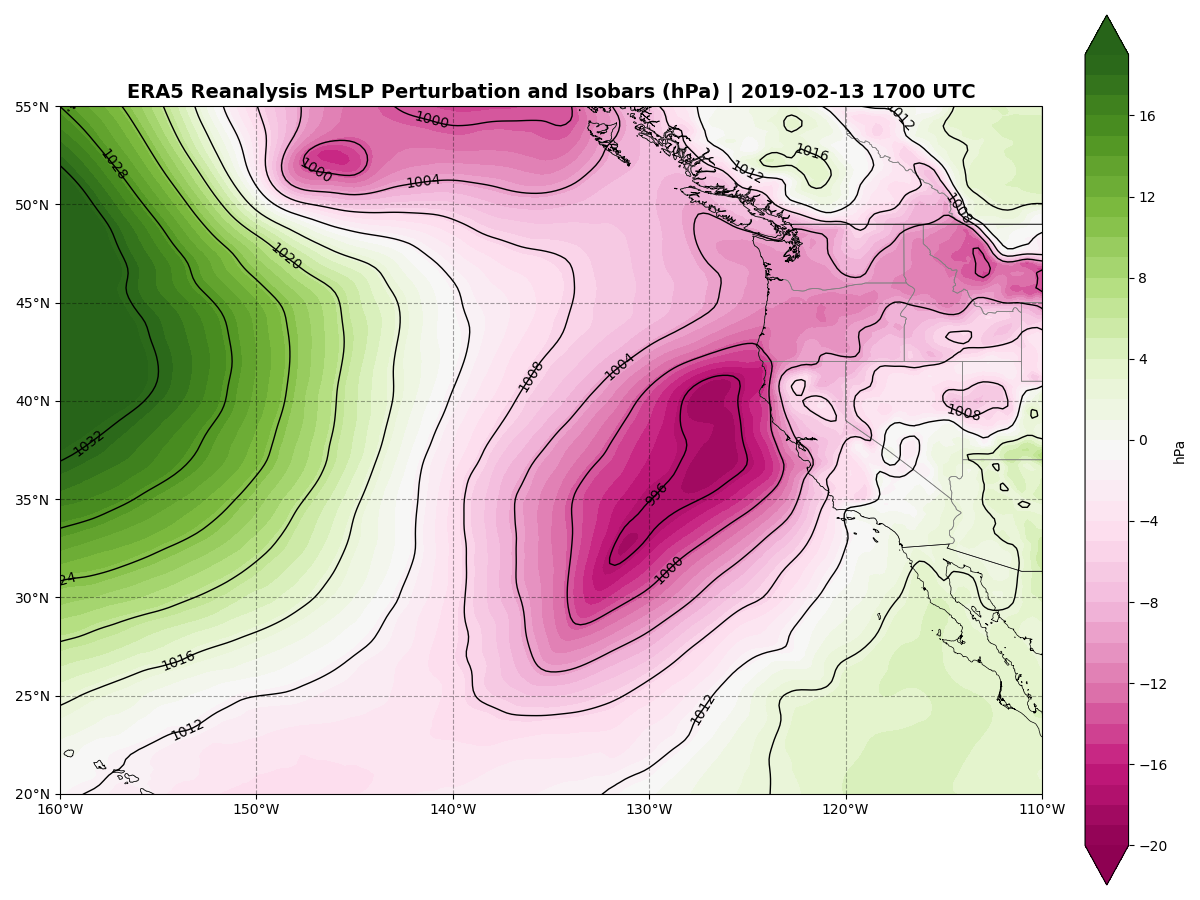 ERA5 Reanalysis MSLP Perturbation and Isobars (hPa) | 2019-02-13 1700 UTC
55°N
50°N
45°N
40°N
35°N
30°N
25°N
20°N
160°W
150°W
140°W
130°W
120°W
110°W
1000
1012
1016
1012
1028
1000
1004
1008
1020
1008
1004
1008
1032
996
1000
24
1016
1012
1012
16
12
8
4
0
−4
−8
−12
−16
−20
hPa